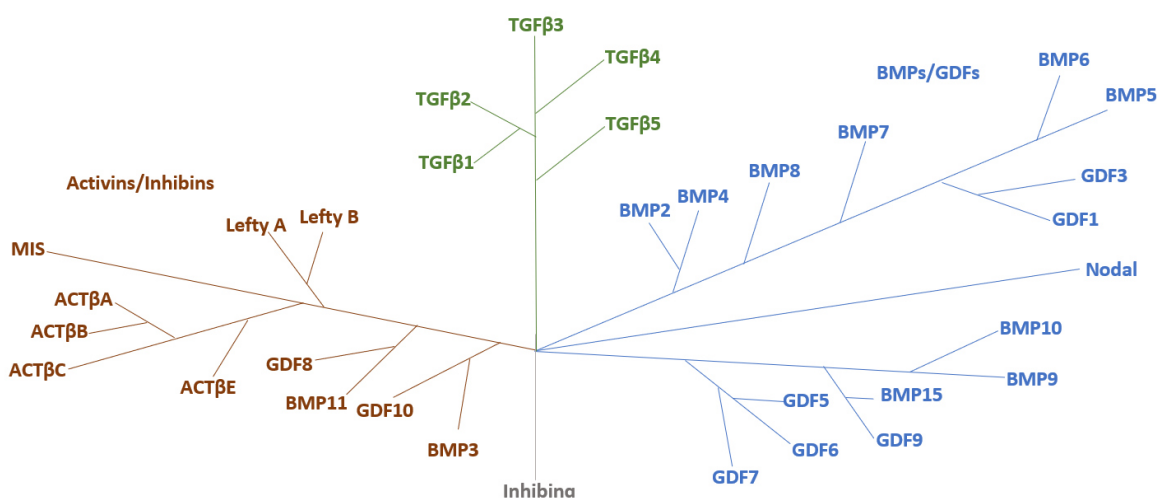 TGFβ3
TGFβ4
TGFβ2
TGFβ5
TGFβ1
BMPs/GDFs
BMP6
BMP5
BMP7
BMP8
GDF3
BMP4
BMP2
GDF1
Nodal
BMP10
BMP9
BMP15
GDF5
GDF9
GDF6
GDF7
Activins/Inhibins
Lefty B
Lefty A
MIS
ACTβA
ACTβB
ACTβC
ACTβE
GDF8
BMP11
GDF10
BMP3
Inhibina